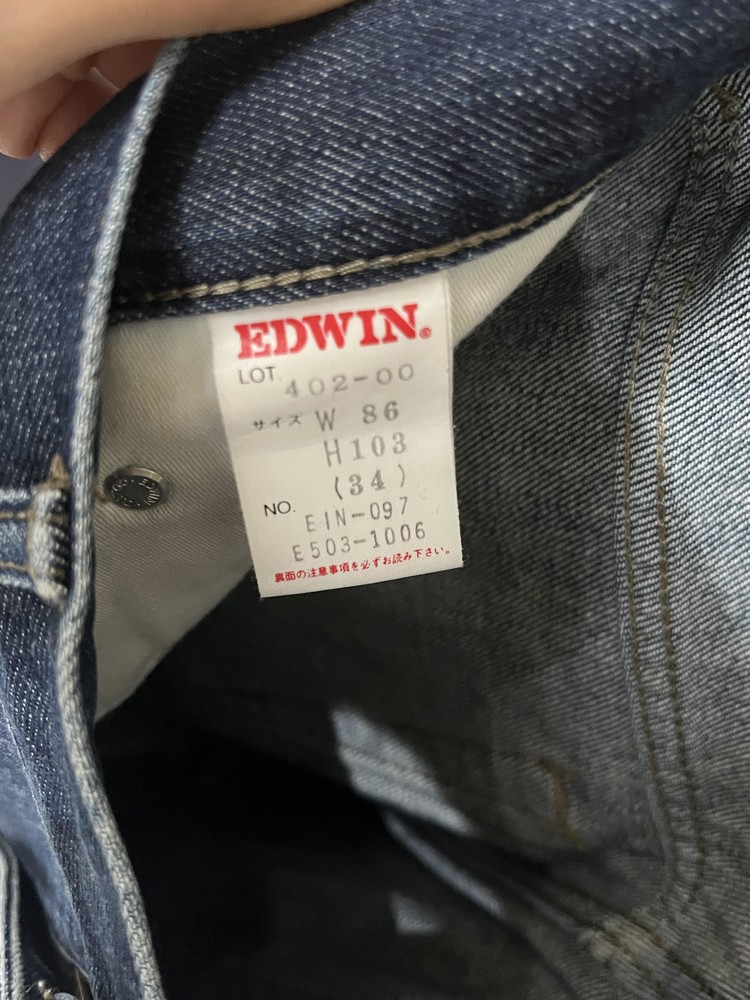 EDWIN®
LOT. 402-00
サイズ W 86
H103
(34)
NO. EIN-097
E503-1006
裏面の注意事項を必ずお読み下さい。